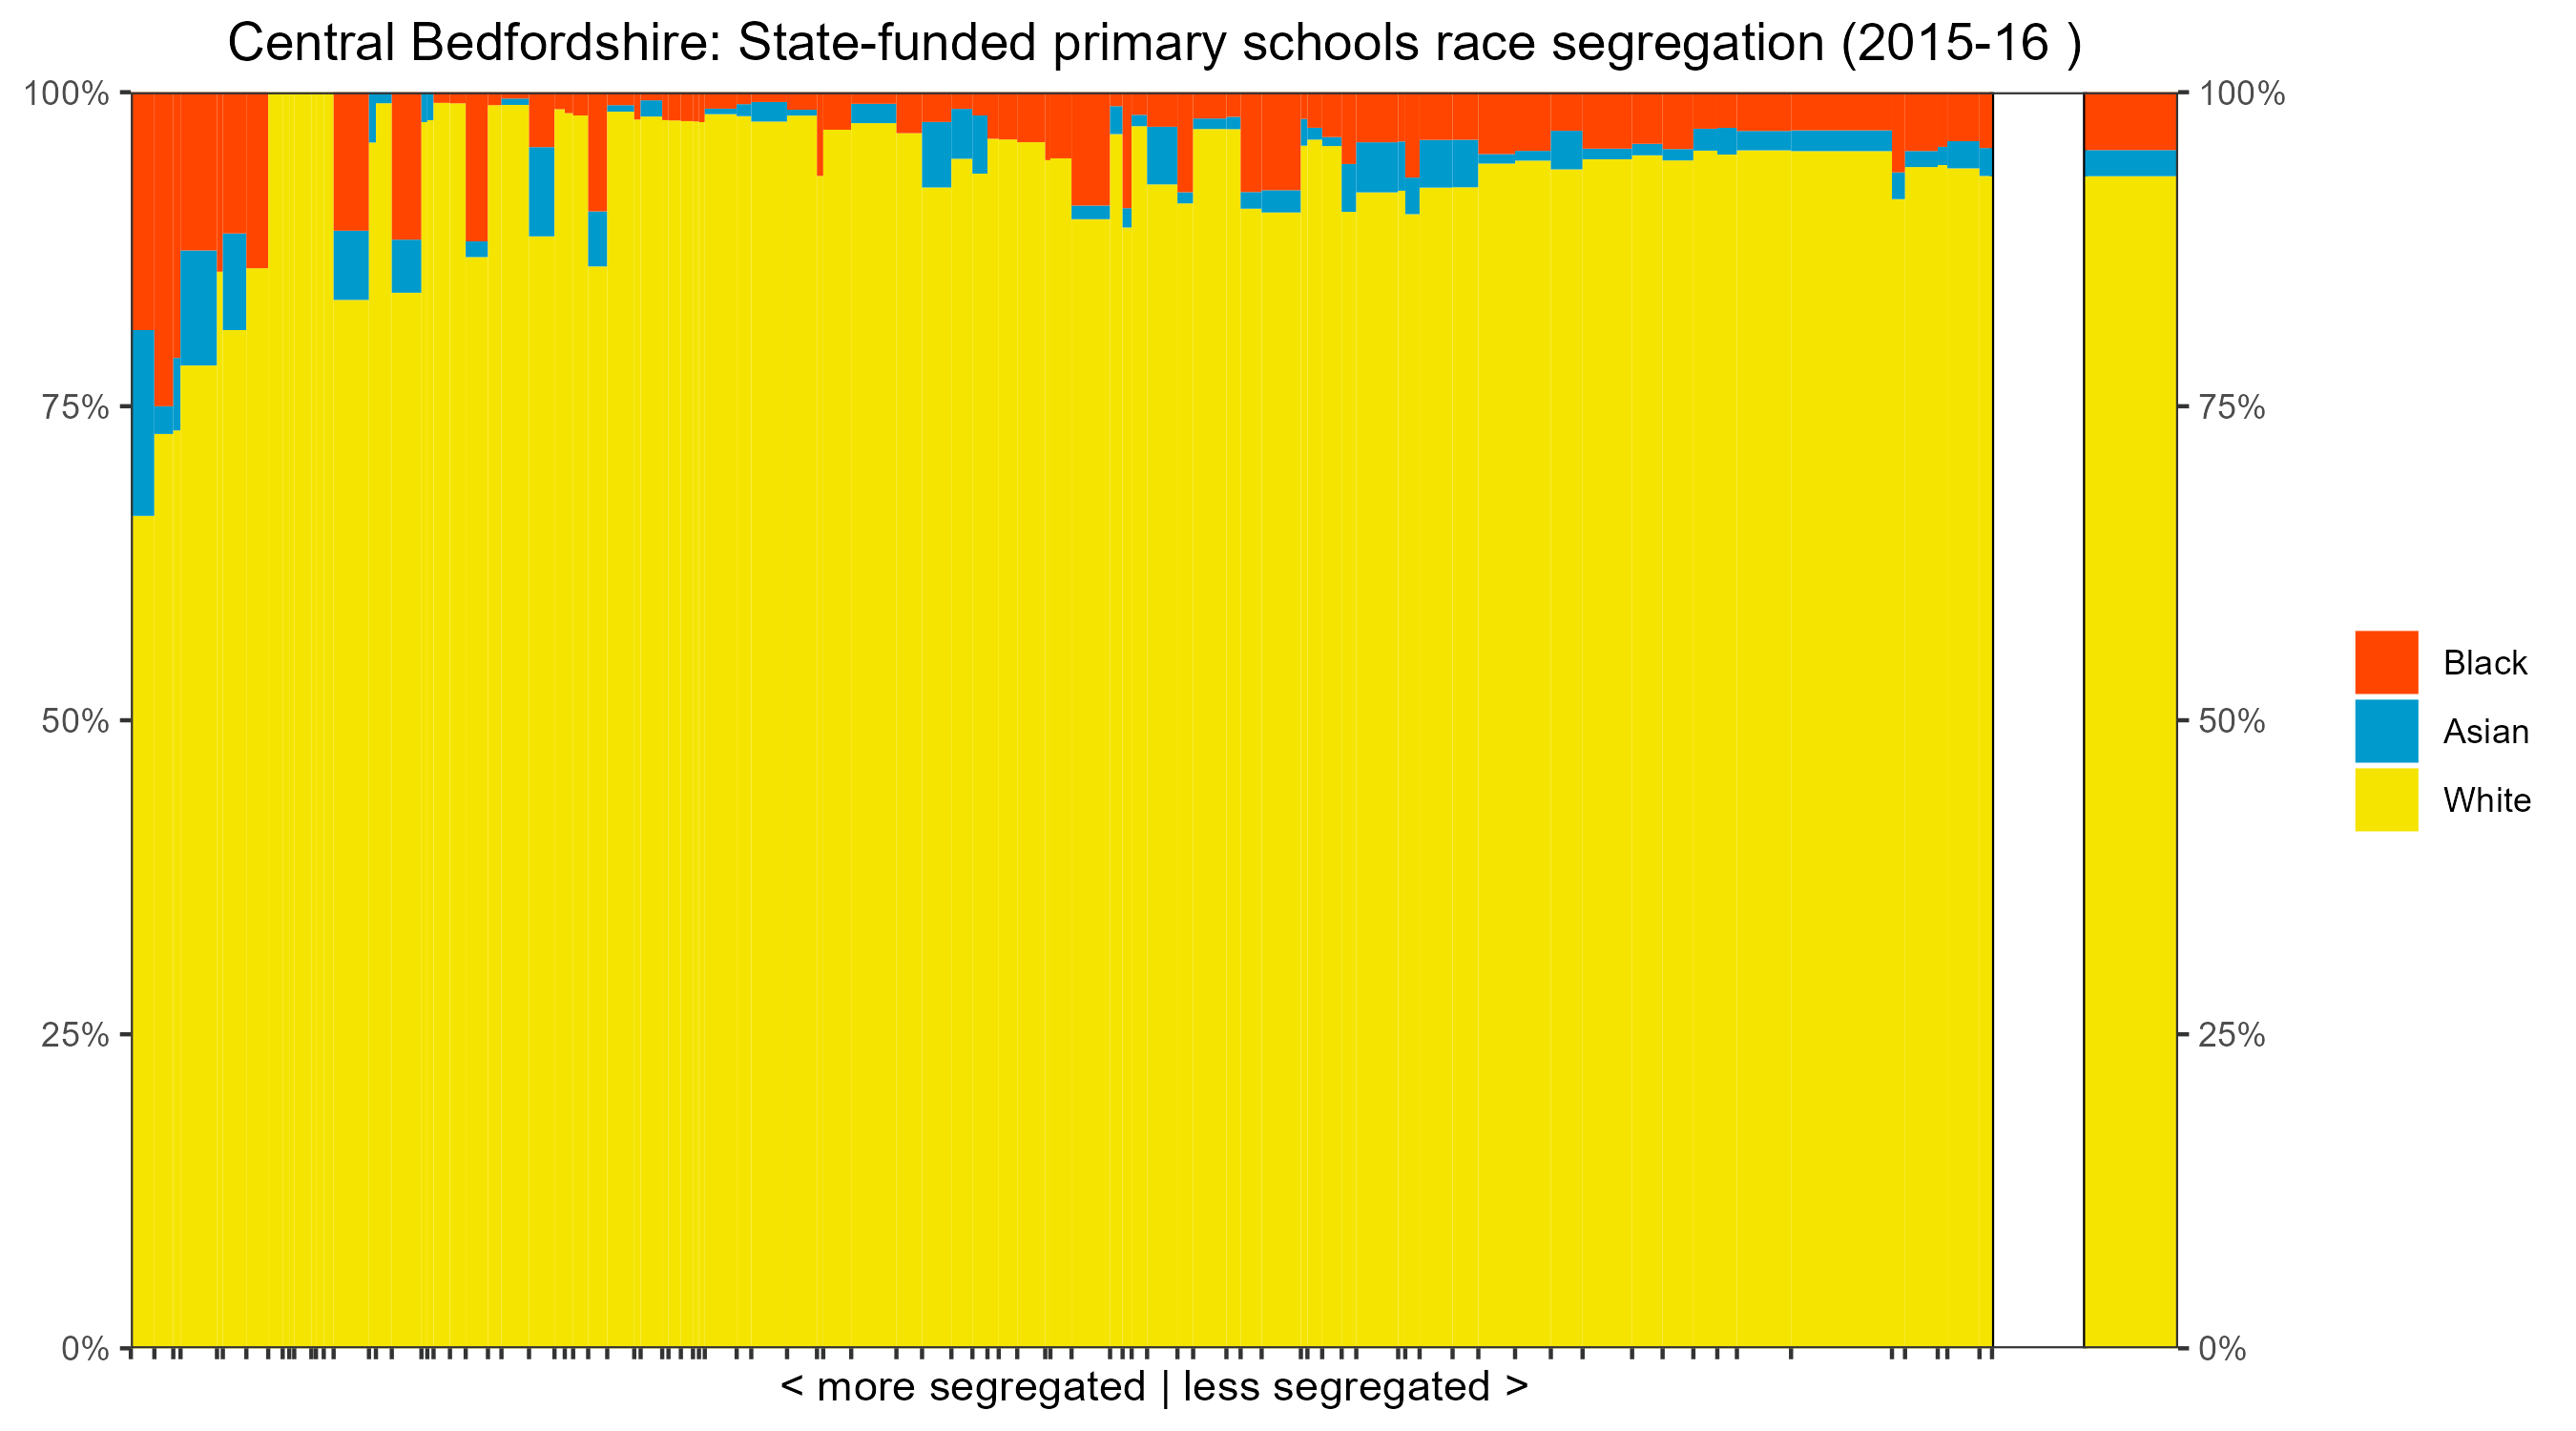 Central Bedfordshire: State-funded primary schools race segregation (2015-16 )
100%
75%
50%
25%
0%
100%
75%
50%
25%
0%
Black
Asian
White
< more segregated | less segregated >